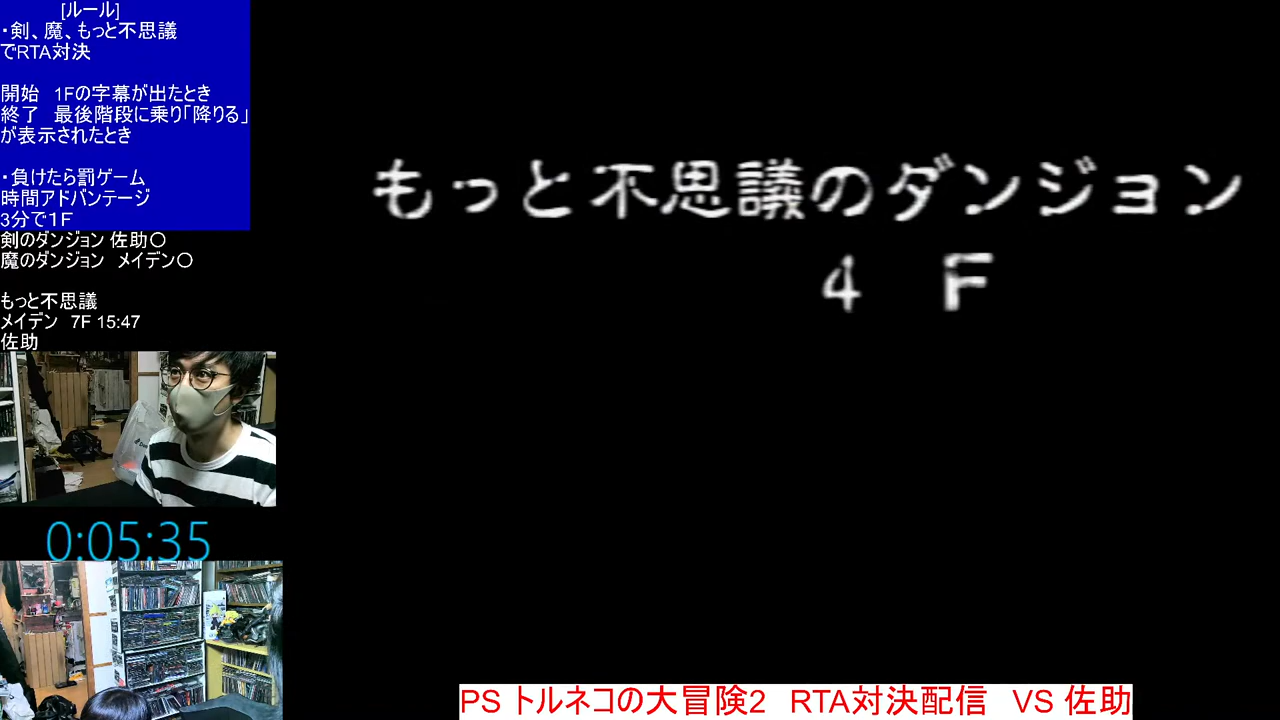 [ルール]
・剣、魔、もっと不思議
でRTA対決
開始　1Fの字幕が出たとき
終了　最後階段に乗り「降りる」
が表示されたとき
・負けたら罰ゲーム
時間アドバンテージ
3分で1F
剣のダンジョン 佐助〇
魔のダンジョン　メイデン〇
もっと不思議
メイデン　7F 15:47
佐助
0:05:35
もっと不思議のダンジョン
4　F
PS トルネコの大冒険2　RTA対決配信　VS 佐助